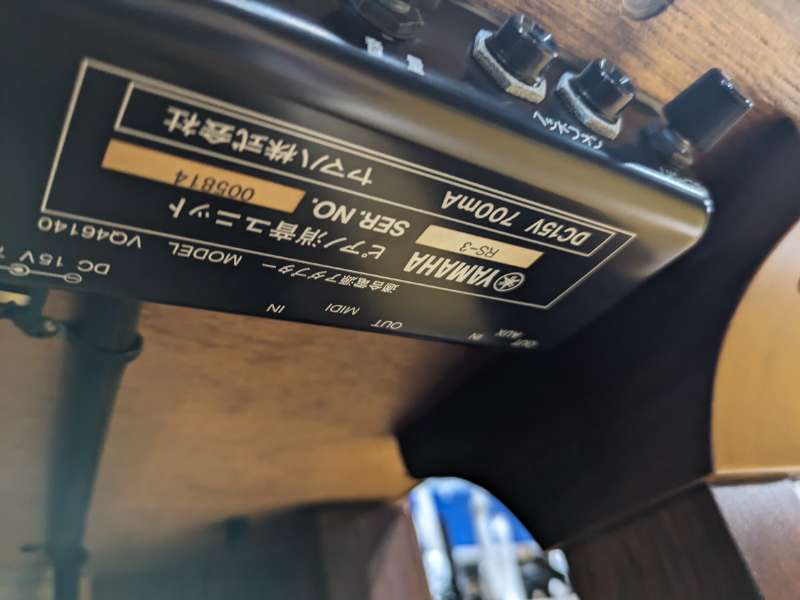 OUT
AUX
IN
OUT
MIDI
IN
DC 15V
適合電源アダプター
MODEL VQ46140
YAMAHA
ピアノ消音ユニット
RS-3
SER. NO. 005814
DC15V 700mA
ヤマハ株式会社
ヘッドホン